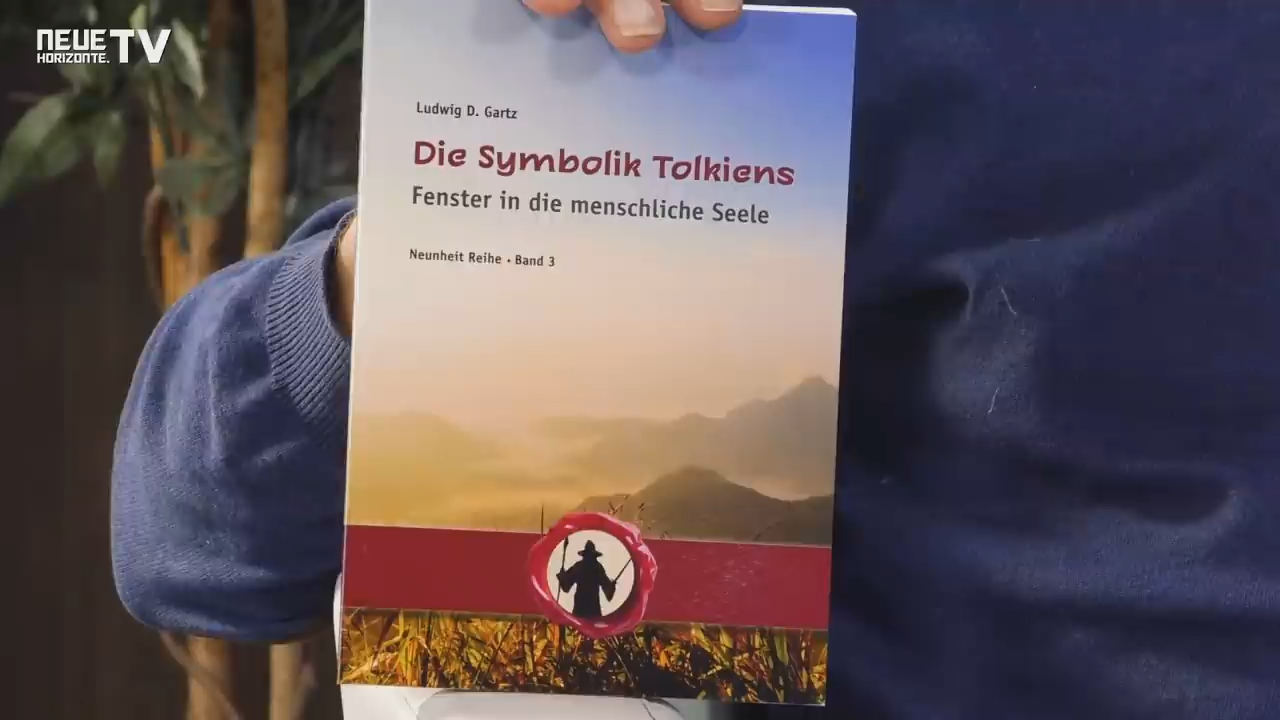 NEUE
HORIZONTE. TV
Ludwig D. Gartz
Die Symbolik Tolkiens
Fenster in die menschliche Seele
Neunheit Reihe • Band 3